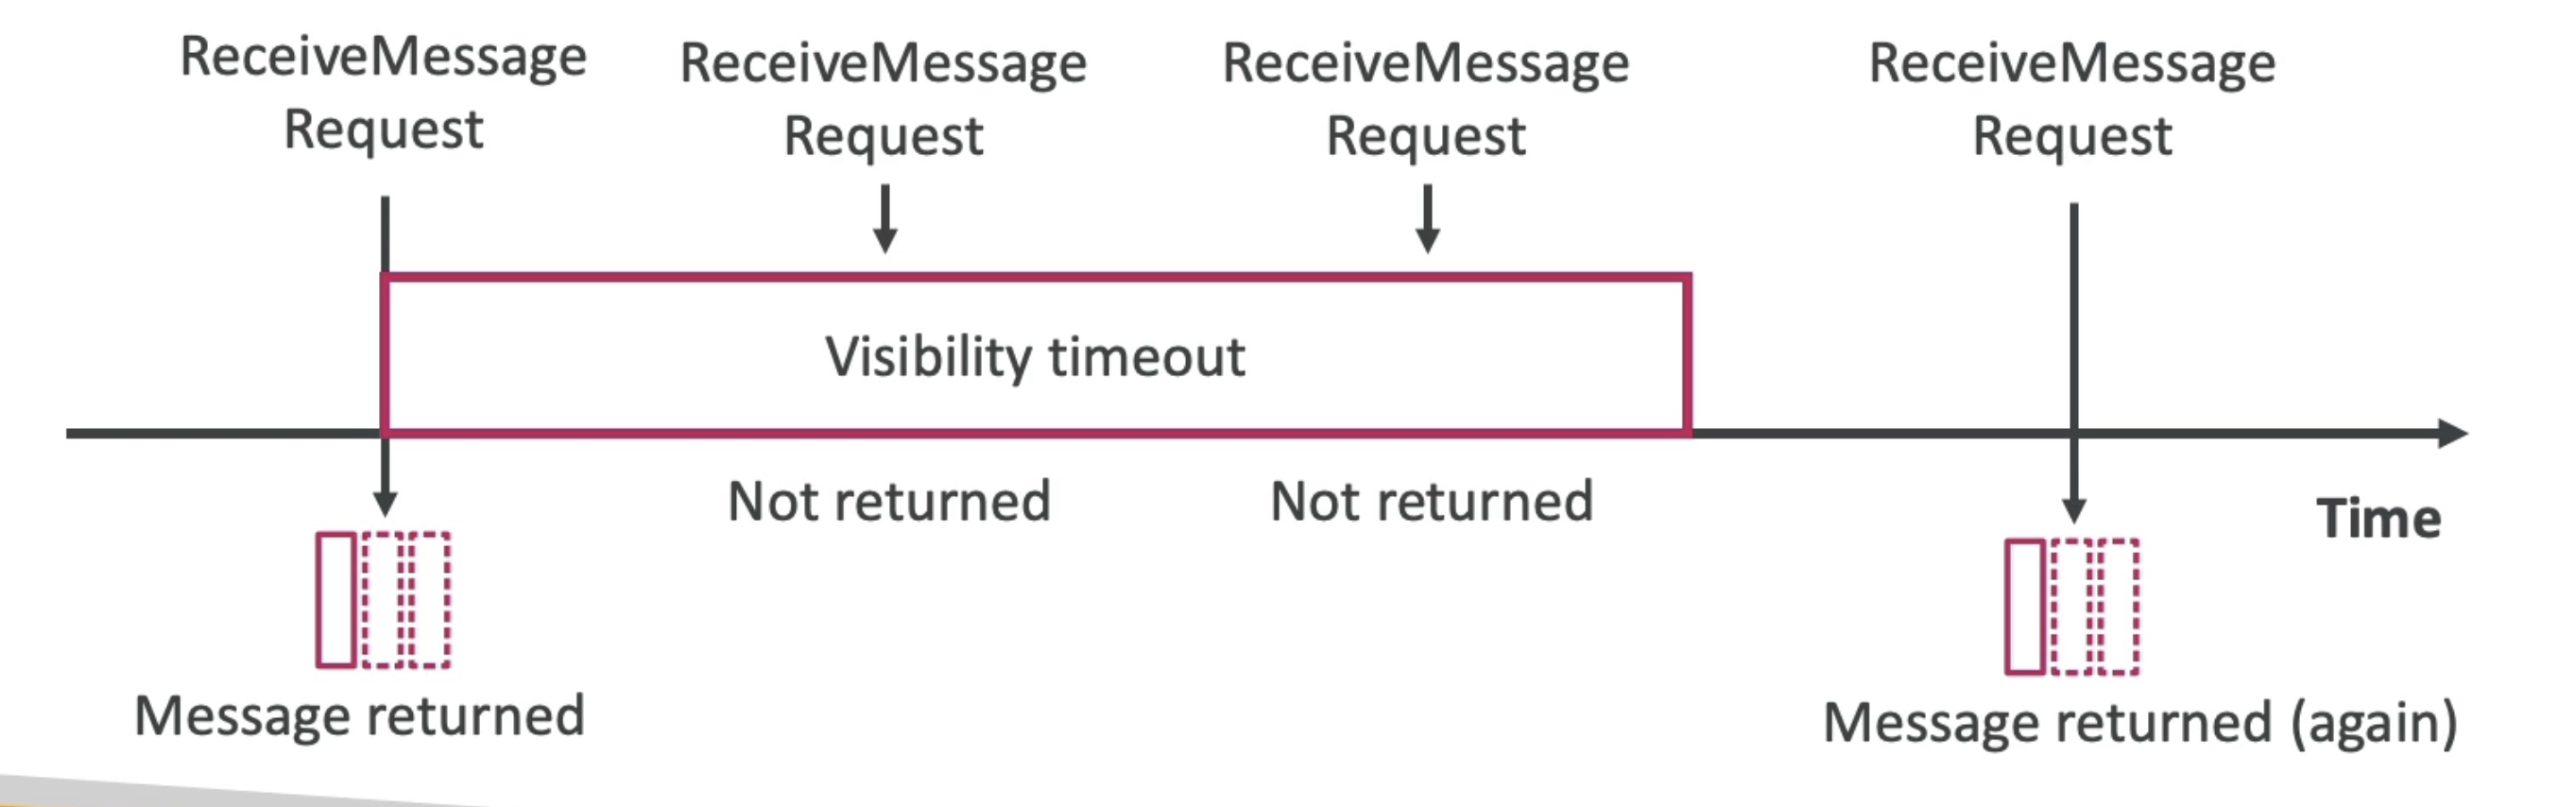 ReceiveMessage
Request
ReceiveMessage
Request
ReceiveMessage
Request
ReceiveMessage
Request
Visibility timeout
Not returned
Not returned
Time
Message returned
Message returned (again)